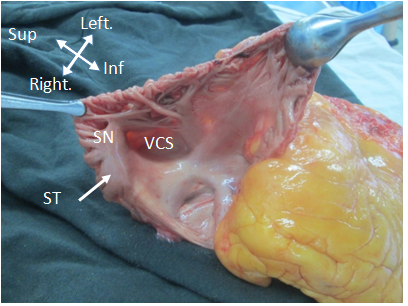 Left.
Sup
Inf
Right.
SN
VCS
ST